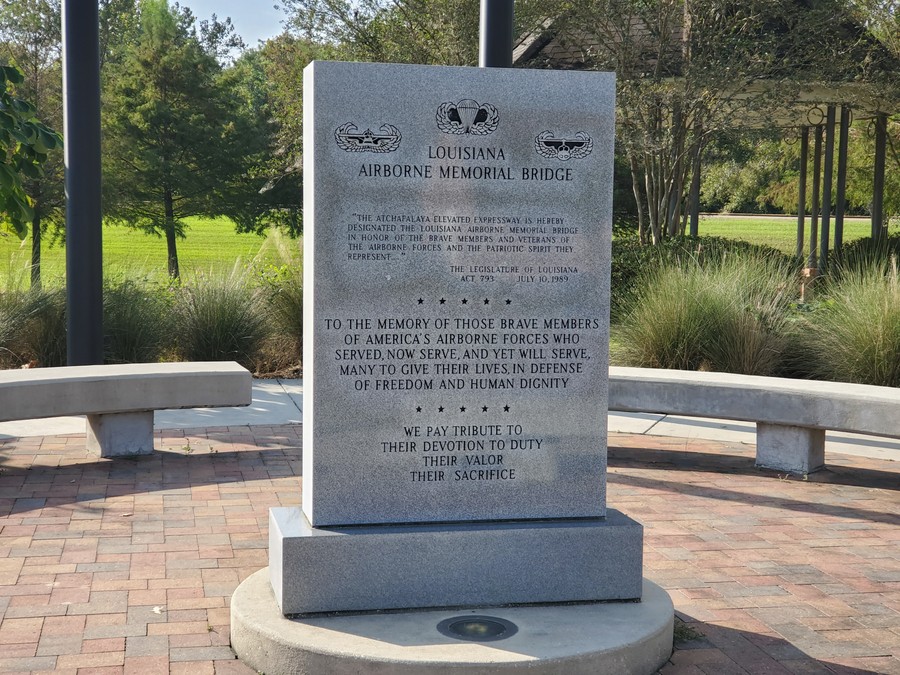 LOUISIANA
AIRBORNE MEMORIAL BRIDGE
"THE ATCHAFALAYA ELEVATED EXPRESSWAY IS HEREBY
DESIGNATED THE LOUISIANA AIRBORNE MEMORIAL BRIDGE
IN HONOR OF THE BRAVE MEMBERS AND VETERANS OF
THE AIRBORNE FORCES AND THE PATRIOTIC SPIRIT THEY
REPRESENT...."
THE LEGISLATURE OF LOUISIANA
ACT 793 JULY 10, 1989
TO THE MEMORY OF THOSE BRAVE MEMBERS
OF AMERICA'S AIRBORNE FORCES WHO
SERVED, NOW SERVE, AND YET WILL SERVE,
MANY TO GIVE THEIR LIVES, IN DEFENSE
OF FREEDOM AND HUMAN DIGNITY
WE PAY TRIBUTE TO
THEIR DEVOTION TO DUTY
THEIR VALOR
THEIR SACRIFICE